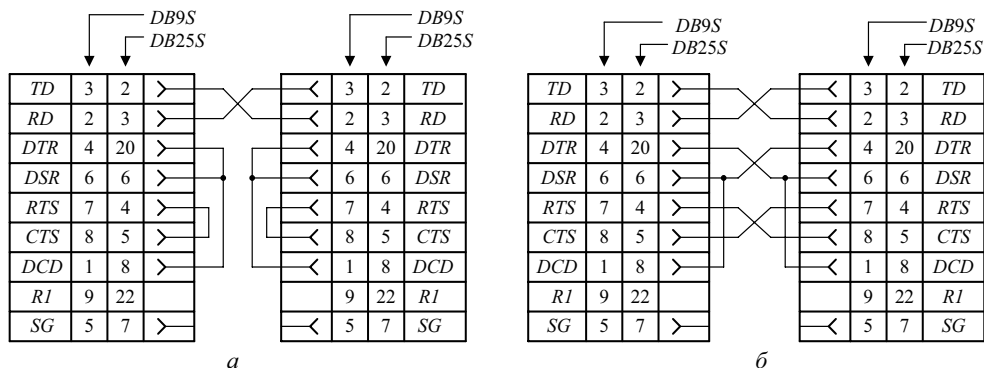 DB9S DB9S DB9S DB9S
DB25S DB25S DB25S DB25S
TD 3 2 3 2 TD TD 3 2 3 2 TD
RD 2 3 2 3 RD RD 2 3 2 3 RD
DTR 4 20 4 20 DTR DTR 4 20 4 20 DTR
DSR 6 6 6 6 DSR DSR 6 6 6 6 DSR
RTS 7 4 7 4 RTS RTS 7 4 7 4 RTS
CTS 8 5 8 5 CTS CTS 8 5 8 5 CTS
DCD 1 8 1 8 DCD DCD 1 8 1 8 DCD
R1 9 22 9 22 R1 R1 9 22 9 22 R1
SG 5 7 5 7 SG SG 5 7 5 7 SG
а б